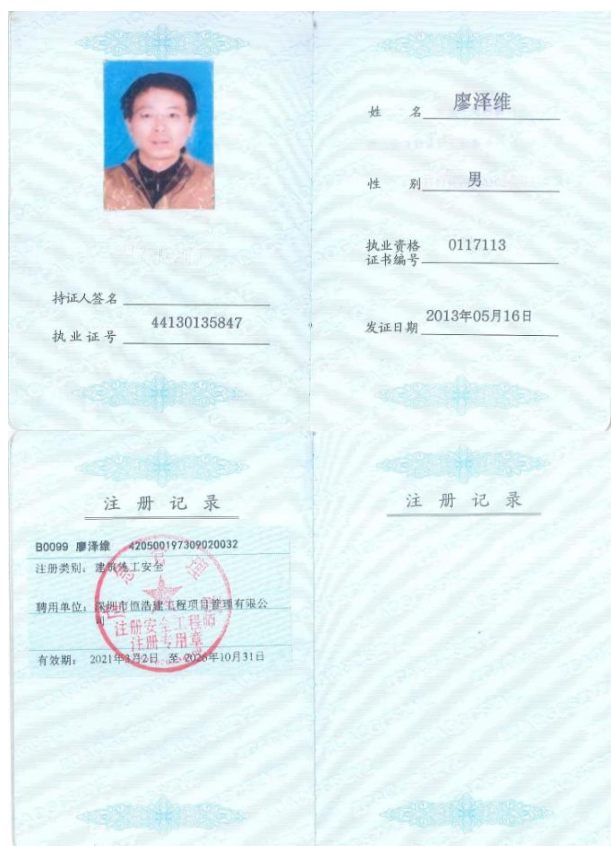 姓 名 廖泽维
性 别 男
执业资格
证书编号 0117113
发证日期 2013年05月16日
持证人签名
执业证号 44130135847
注册记录
B0099 廖泽维 420500197309020032
注册类别: 建筑施工安全
聘用单位: 深圳市恒浩建工程项目管理有限公
司
注册安全工程师
注册专用章
有效期: 2021年3月2日 至 2026年10月31日
注册记录